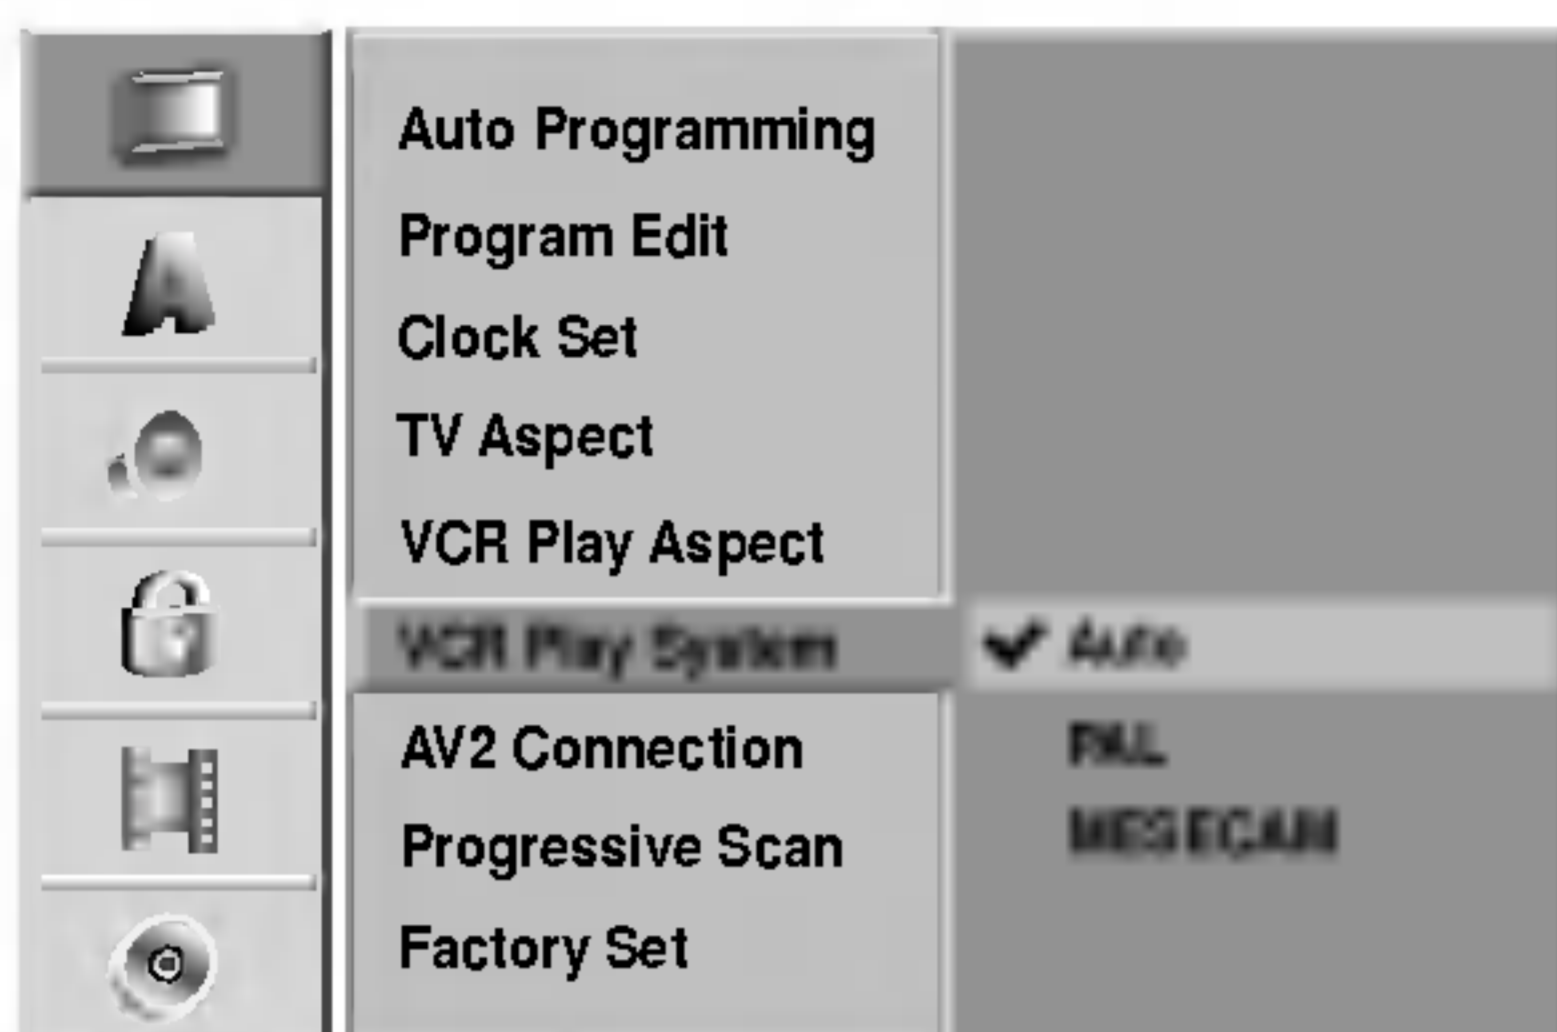 Auto Programming
Program Edit
Clock Set
TV Aspect
VCR Play Aspect
VCR Play System
Auto
PAL
MESECAM
AV2 Connection
Progressive Scan
Factory Set